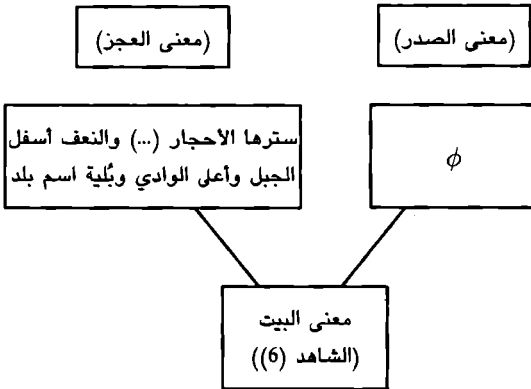 (معنى الصدر)
(معنى العجز)
φ
سترها الأحجار (...) والنعف أسفل
الجبل وأعلى الوادي وبُلية اسم بلد
معنى البيت
(الشاهد (6))